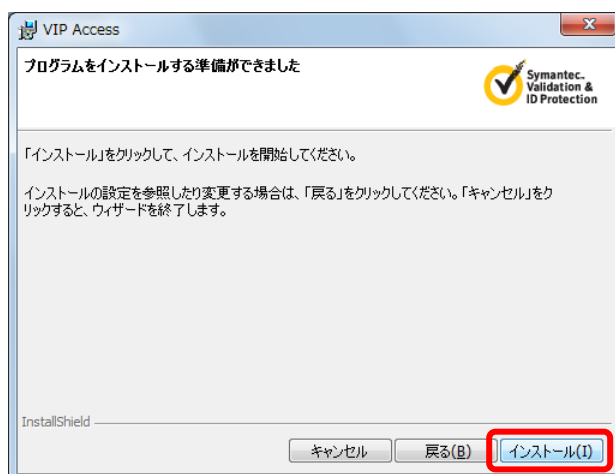 VIP Access
プログラムをインストールする準備ができました
Symantec.
Validation &
ID Protection
「インストール」をクリックして、インストールを開始してください。
インストールの設定を参照したり変更する場合は、「戻る」をクリックしてください。「キャンセル」をク
リックすると、ウィザードを終了します。
InstallShield
キャンセル 戻る(B) インストール(I)